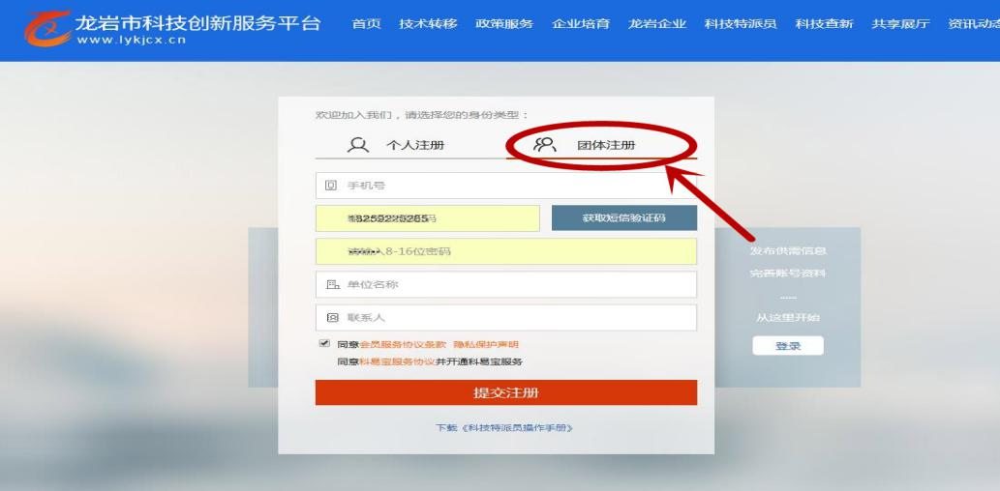 龙岩市科技创新服务平台
www.lykjcx.cn
首页 技术转移 政策服务 企业培育 龙岩企业 科技特派员 科技查新 共享展厅 资讯动态
欢迎加入我们，请选择您的身份类型：
个人注册 团体注册
手机号
获取短信验证码
8-16位密码
单位名称
联系人
同意会员服务协议条款 隐私保护声明
同意科易宝服务协议并开通科易宝服务
提交注册
下载《科技特派员操作手册》
发布供需信息
完善账号资料
......
从这里开始
登录